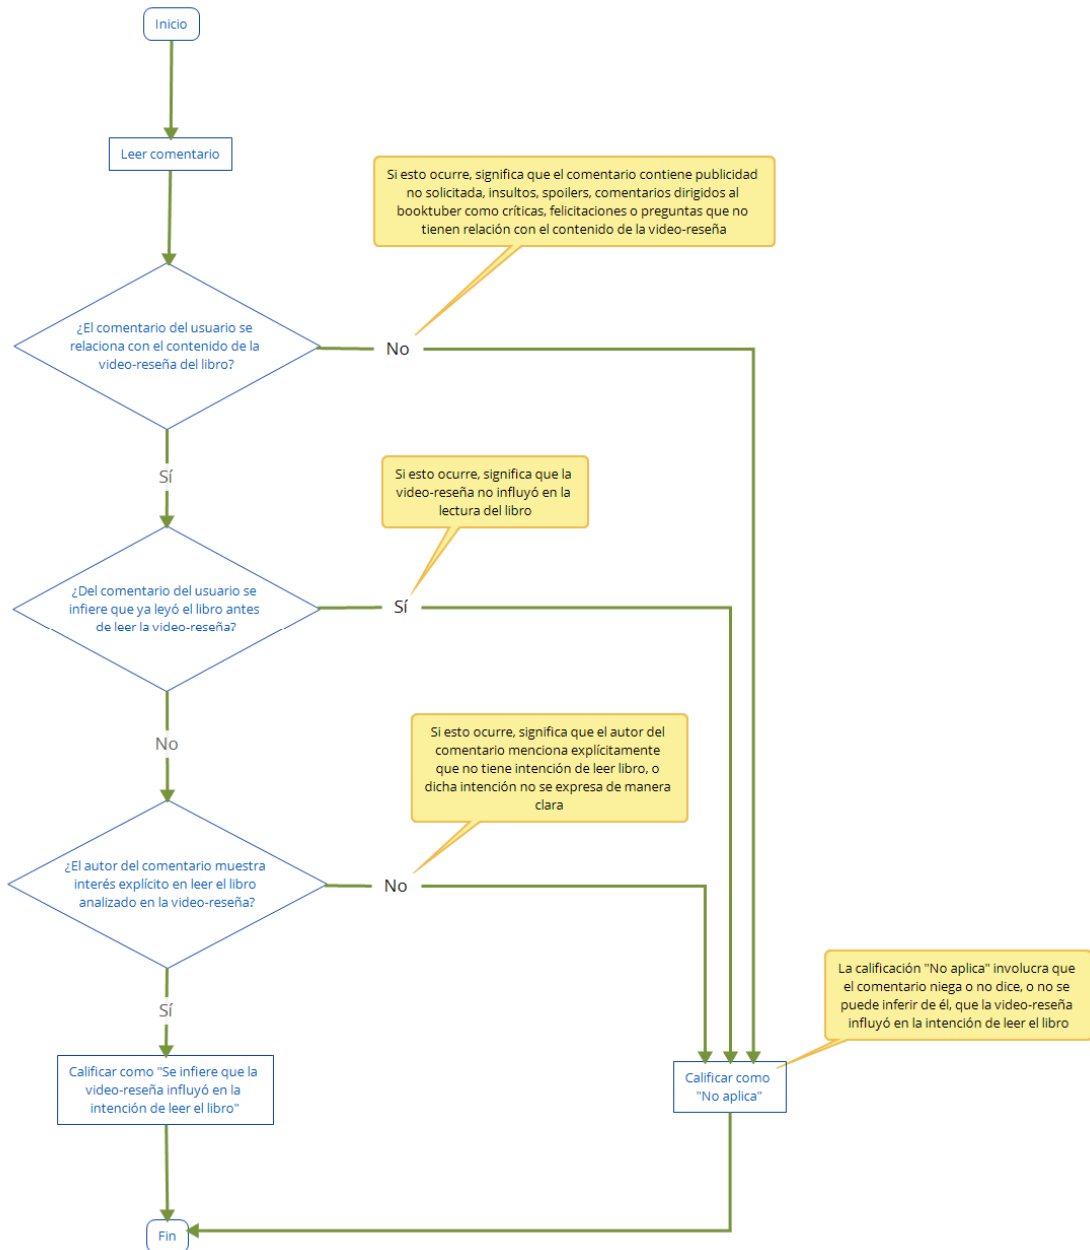 Inicio
Leer comentario
Si esto ocurre, significa que el comentario contiene publicidad
no solicitada, insultos, spoilers, comentarios dirigidos al
booktuber como críticas, felicitaciones o preguntas que no
tienen relación con el contenido de la video-reseña
¿El comentario del usuario se
relaciona con el contenido de la
video-reseña del libro?
No
Sí
Si esto ocurre, significa que la
video-reseña no influyó en la
lectura del libro
¿Del comentario del usuario se
infiere que ya leyó el libro antes
de leer la video-reseña?
Sí
No
Si esto ocurre, significa que el autor del
comentario menciona explícitamente
que no tiene intención de leer libro, o
dicha intención no se expresa de manera
clara
¿El autor del comentario muestra
interés explícito en leer el libro
analizado en la video-reseña?
No
Sí
La calificación "No aplica" involucra que
el comentario niega o no dice, o no se
puede inferir de él, que la video-reseña
influyó en la intención de leer el libro
Calificar como "Se infiere que la
video-reseña influyó en la
intención de leer el libro"
Calificar como
"No aplica"
Fin